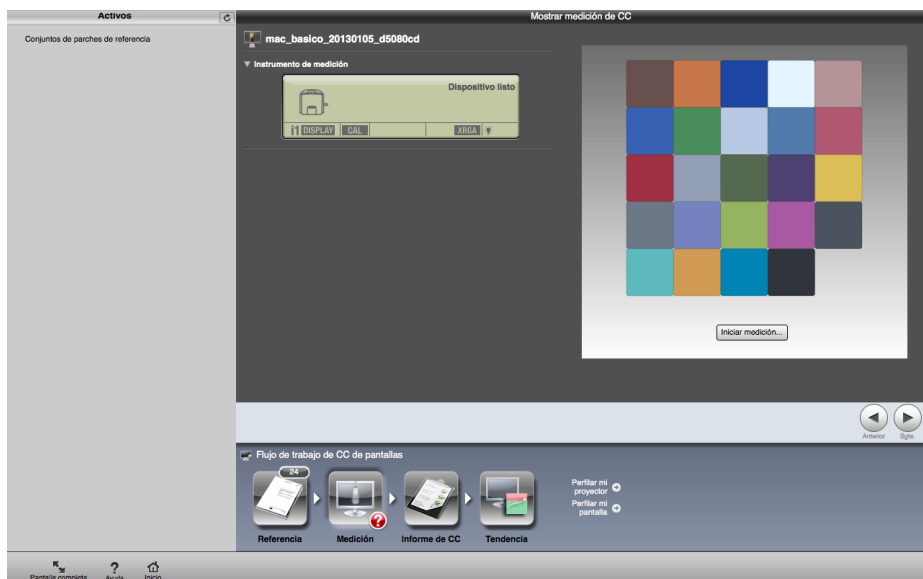 Activos
Mostrar medición de CC
Conjuntos de parches de referencia
mac_basico_20130105_d5080cd
Instrumento de medición
Dispositivo listo
i1 DISPLAY CAL XRGA
Iniciar medición...
Anterior Sgte.
Flujo de trabajo de CC de pantallas
24
Perfilar mi
proyector
Perfilar mi
pantalla
?
Referencia Medición Informe de CC Tendencia
?
Pantalla completa Ayuda Inicio